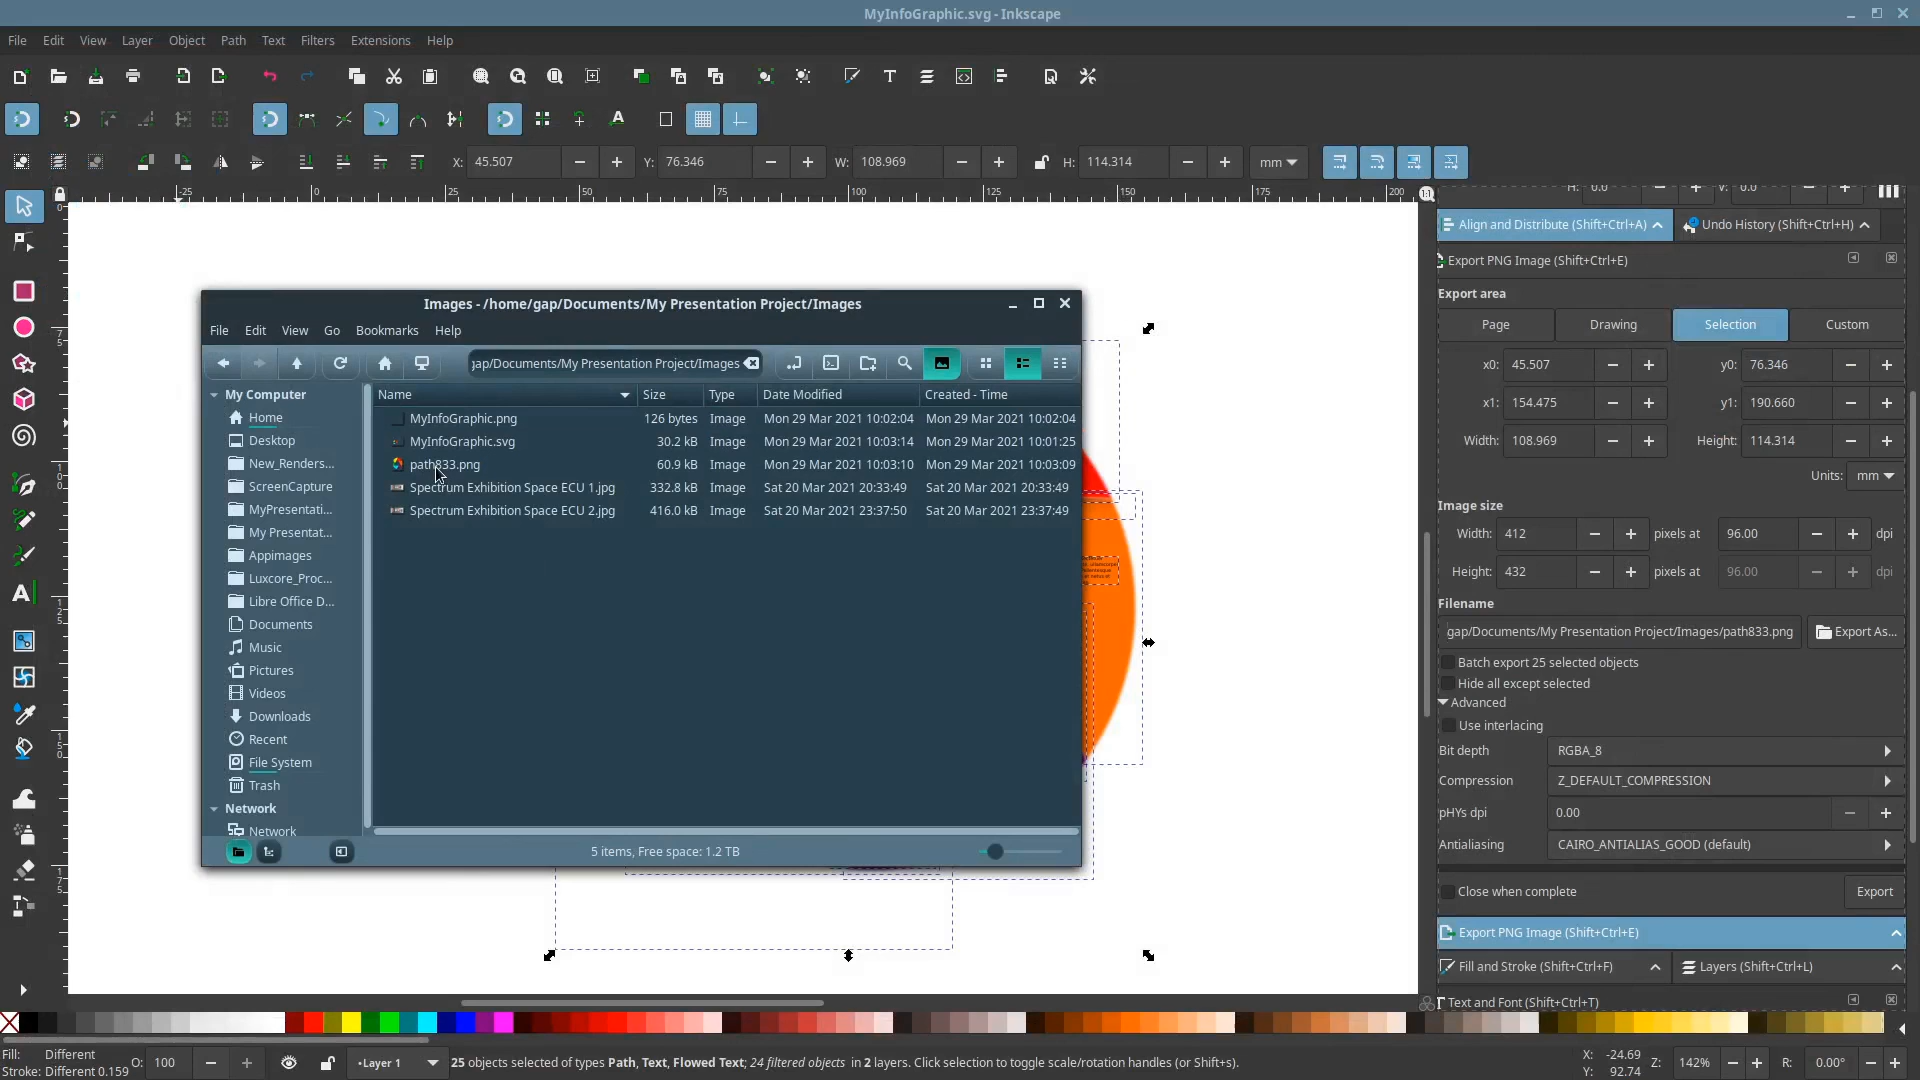 MyInfoGraphic.svg - Inkscape
File Edit View Layer Object Path Text Filters Extensions Help
X: 45.507 Y: 76.346 W: 108.969 H: 114.314 mm
-25 0 25 50 75 100 125 150 175 200
1:1
H: 0.0 V: 0.0
Align and Distribute (Shift+Ctrl+A) Undo History (Shift+Ctrl+H)
Export PNG Image (Shift+Ctrl+E)
Export area
Page Drawing Selection Custom
x0: 45.507 y0: 76.346
x1: 154.475 y1: 190.660
Width: 108.969 Height: 114.314
Units: mm
Image size
Width: 412 pixels at 96.00 dpi
Height: 432 pixels at 96.00 dpi
Filename
gap/Documents/My Presentation Project/Images/path833.png Export As...
Batch export 25 selected objects
Hide all except selected
Advanced
Use interlacing
Bit depth RGBA_8
Compression Z_DEFAULT_COMPRESSION
pHYs dpi 0.00
Antialiasing CAIRO_ANTIALIAS_GOOD (default)
Close when complete Export
Export PNG Image (Shift+Ctrl+E)
Fill and Stroke (Shift+Ctrl+F) Layers (Shift+Ctrl+L)
Text and Font (Shift+Ctrl+T)
Images - /home/gap/Documents/My Presentation Project/Images
File Edit View Go Bookmarks Help
gap/Documents/My Presentation Project/Images
My Computer
Home
Desktop
New_Renders...
ScreenCapture
MyPresentati...
My Presentat...
Appimages
Luxcore_Proc...
Libre Office D...
Documents
Music
Pictures
Videos
Downloads
Recent
File System
Trash
Network
Network
Name Size Type Date Modified Created - Time
MyInfoGraphic.png 126 bytes Image Mon 29 Mar 2021 10:02:04 Mon 29 Mar 2021 10:02:04
MyInfoGraphic.svg 30.2 kB Image Mon 29 Mar 2021 10:03:14 Mon 29 Mar 2021 10:01:25
path833.png 60.9 kB Image Mon 29 Mar 2021 10:03:10 Mon 29 Mar 2021 10:03:09
Spectrum Exhibition Space ECU 1.jpg 332.8 kB Image Sat 20 Mar 2021 20:33:49 Sat 20 Mar 2021 20:33:49
Spectrum Exhibition Space ECU 2.jpg 416.0 kB Image Sat 20 Mar 2021 23:37:50 Sat 20 Mar 2021 23:37:49
5 items, Free space: 1.2 TB
Fill: Different
Stroke: Different 0.159
O: 100 •Layer 1 25 objects selected of types Path, Text, Flowed Text; 24 filtered objects in 2 layers. Click selection to toggle scale/rotation handles (or Shift+s).
X: -24.69
Y: 92.74
Z: 142% R: 0.00°